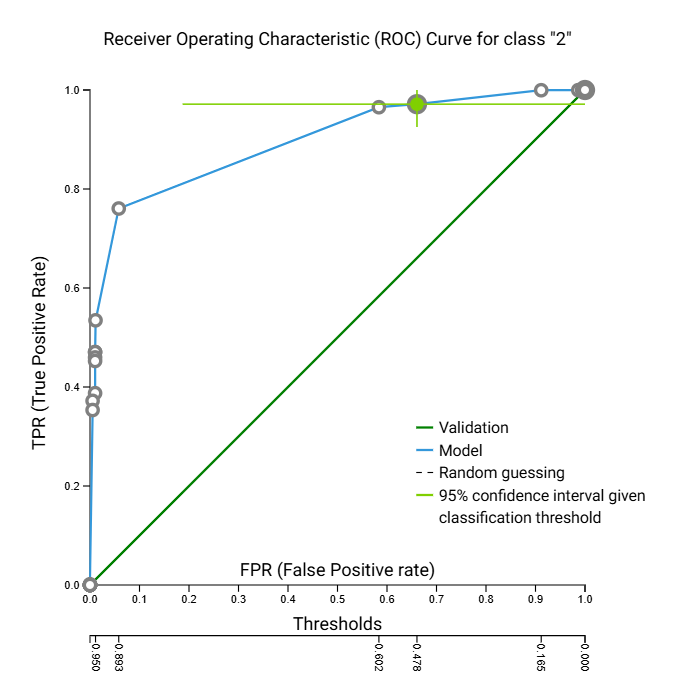 Receiver Operating Characteristic (ROC) Curve for class "2"
1.0
0.8
0.6
0.4
0.2
0.0
TPR (True Positive Rate)
Validation
Model
Random guessing
95% confidence interval given
classification threshold
FPR (False Positive rate)
0.0 0.1 0.2 0.3 0.4 0.5 0.6 0.7 0.8 0.9 1.0
Thresholds
0.950 0.893 0.602 0.478 0.165 0.000